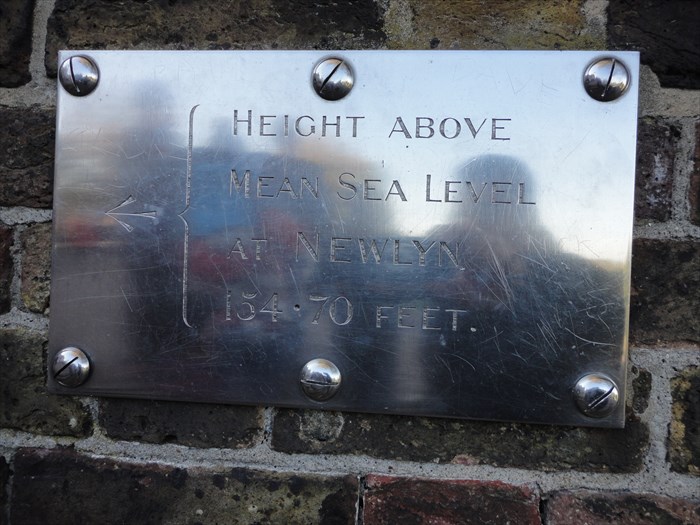 HEIGHT ABOVE
MEAN SEA LEVEL
AT NEWLYN
154.70 FEET.